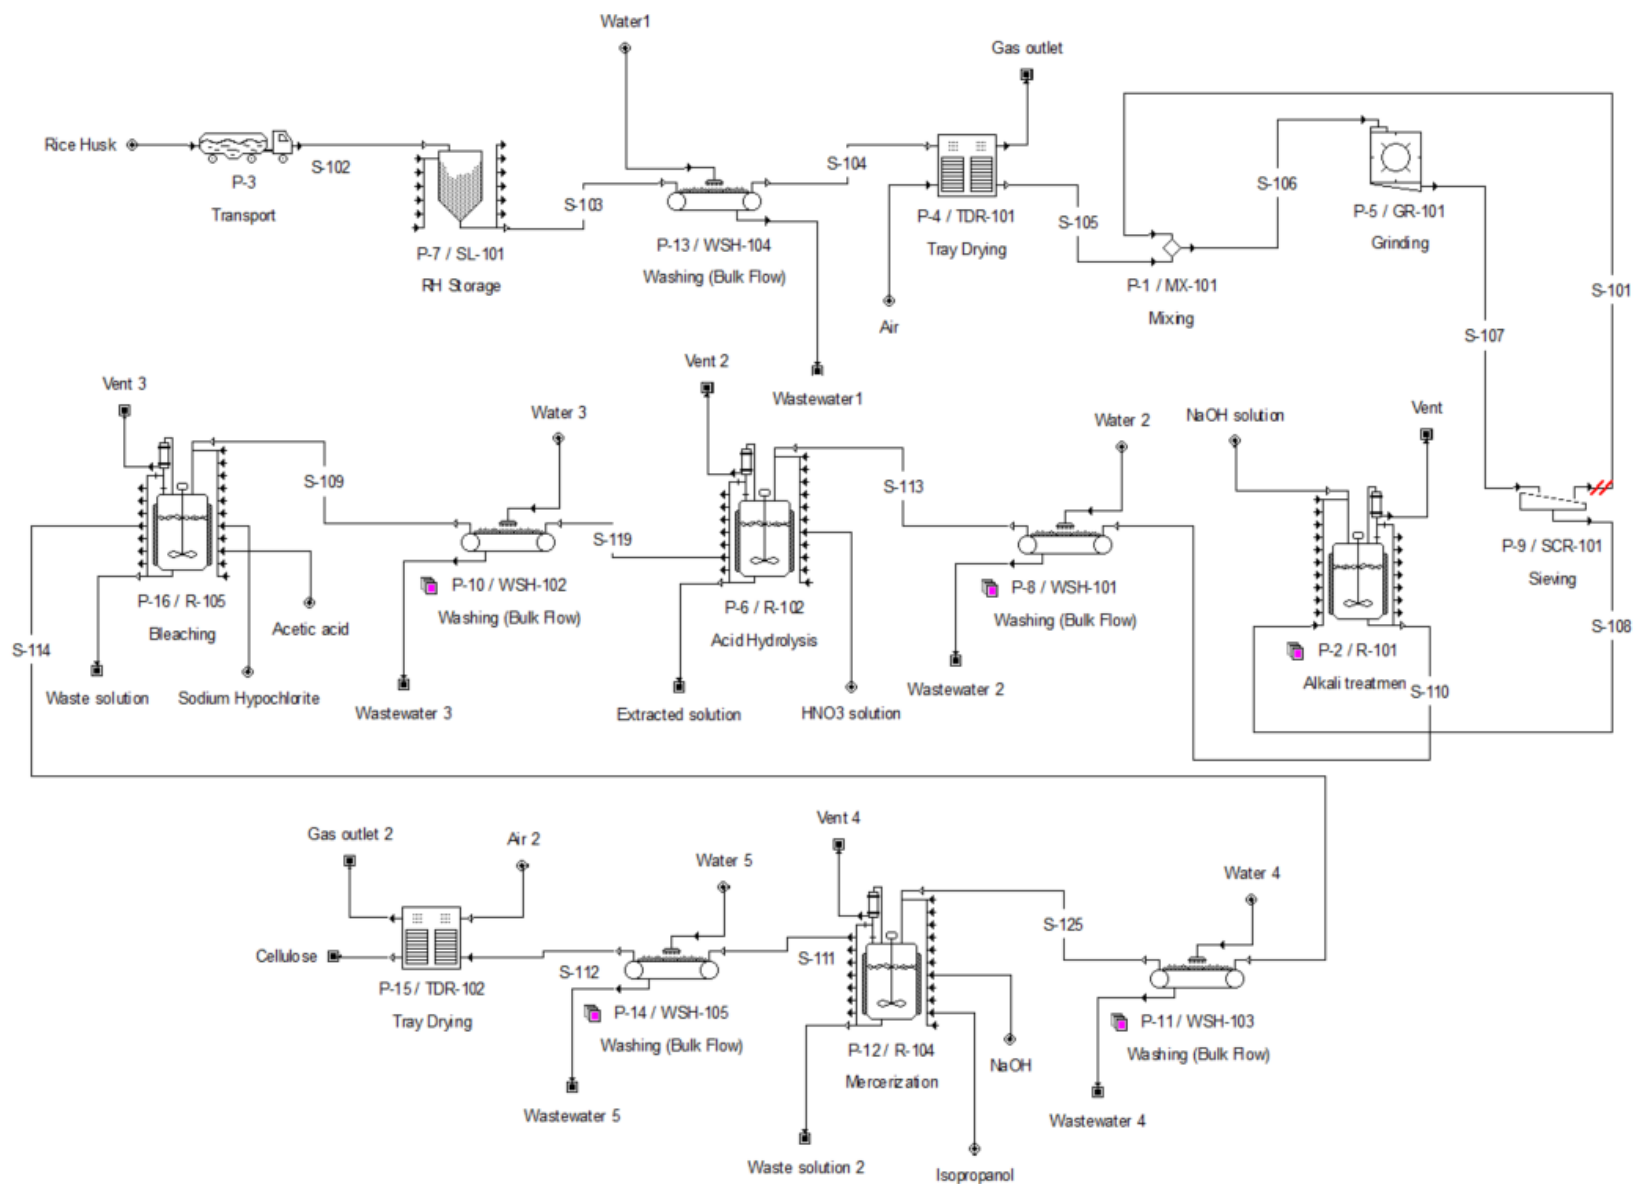 Water1
Gas outlet
Rice Husk
S-102
P-3
Transport
S-103
P-7 / SL-101
RH Storage
P-13 / WSH-104
Washing (Bulk Flow)
S-104
P-4 / TDR-101
Tray Drying
Air
S-105
P-1 / MX-101
Mixing
S-106
P-5 / GR-101
Grinding
S-101
S-107
Wastewater1
Vent 3
Water 3
Vent 2
Water 2
NaOH solution
Vent
S-109
S-119
S-113
P-9 / SCR-101
Sieving
P-16 / R-105
Bleaching
Acetic acid
P-10 / WSH-102
Washing (Bulk Flow)
P-6 / R-102
Acid Hydrolysis
P-8 / WSH-101
Washing (Bulk Flow)
P-2 / R-101
Alkali treatmen
S-110
S-108
S-114
Waste solution
Sodium Hypochlorite
Wastewater 3
Extracted solution
HNO3 solution
Wastewater 2
Gas outlet 2
Air 2
Water 5
Vent 4
Water 4
Cellulose
P-15 / TDR-102
Tray Drying
S-112
P-14 / WSH-105
Washing (Bulk Flow)
S-111
P-12 / R-104
Mercerization
S-125
NaOH
P-11 / WSH-103
Washing (Bulk Flow)
Wastewater 5
Waste solution 2
Isopropanol
Wastewater 4